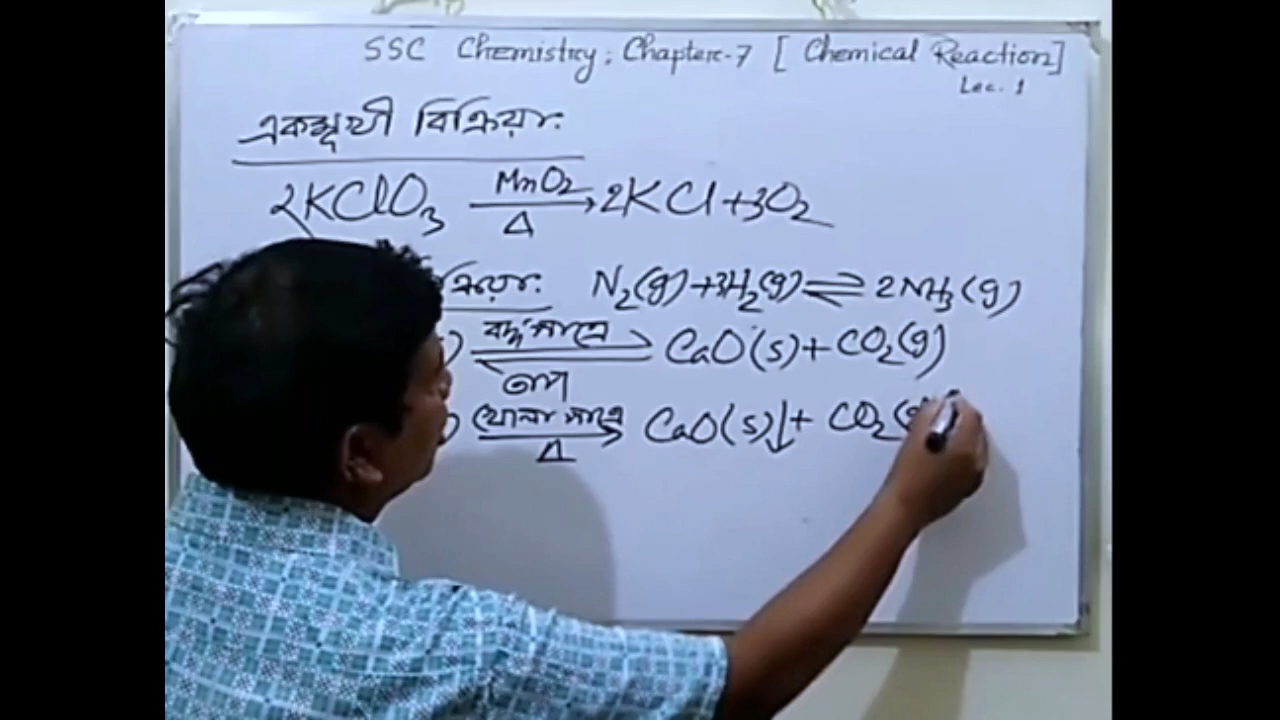 SSC Chemistry; Chapter-7 [ Chemical Reaction]
Lec. 1
একমুখী বিক্রিয়া:
2KClO3 MnO2 Δ → 2KCl + 3O2
ক্রিয়া: N2(g) + 3H2(g) ⇌ 2NH3(g)
) বদ্ধ পাত্রে ⇌ তাপ CaO(s) + CO2(g)
) খোলা পাত্রে → Δ CaO(s)↓ + CO2(g